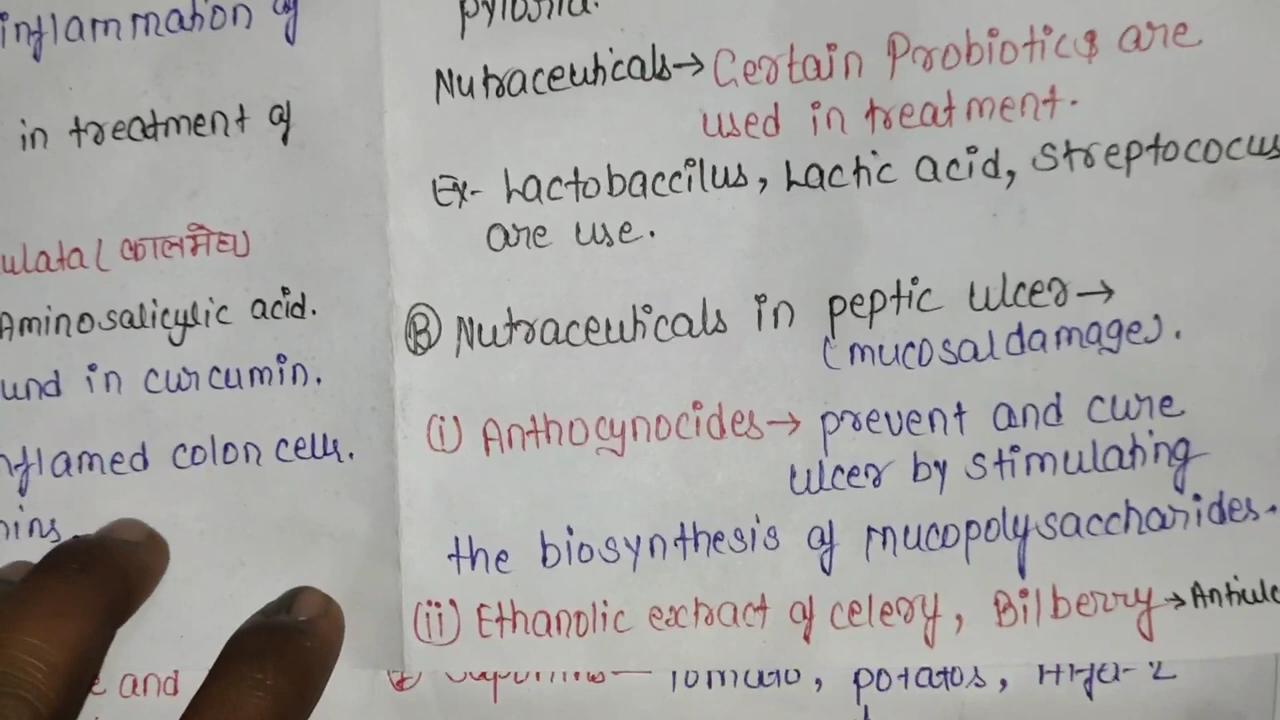 inflammation of
in treatment of
ulata (कालमेघ)
Aminosalicylic acid.
und in curcumin.
nflamed colon cells.
nins
e and
pylosila.
Nutraceuticals → Certain Probiotics are
used in treatment.
Ex- Lactobaccilus, Lactic acid, Streptococus
are use.
Ⓑ Nutraceuticals in peptic ulcer →
(mucosal damage).
(i) Anthocynocides → prevent and cure
ulcer by stimulating
the biosynthesis of mucopolysaccharides.
(ii) Ethanolic extract of celery, Bilberry → Antiulc
potatos,